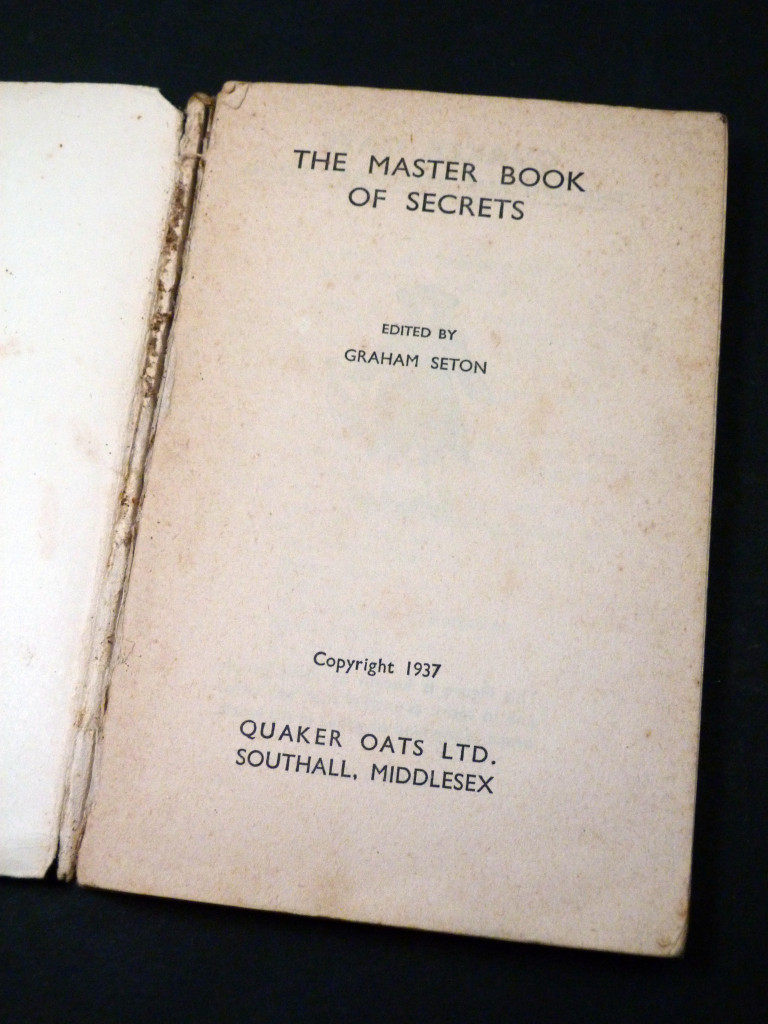 THE MASTER BOOK
OF SECRETS
EDITED BY
GRAHAM SETON
Copyright 1937
QUAKER OATS LTD.
SOUTHALL, MIDDLESEX